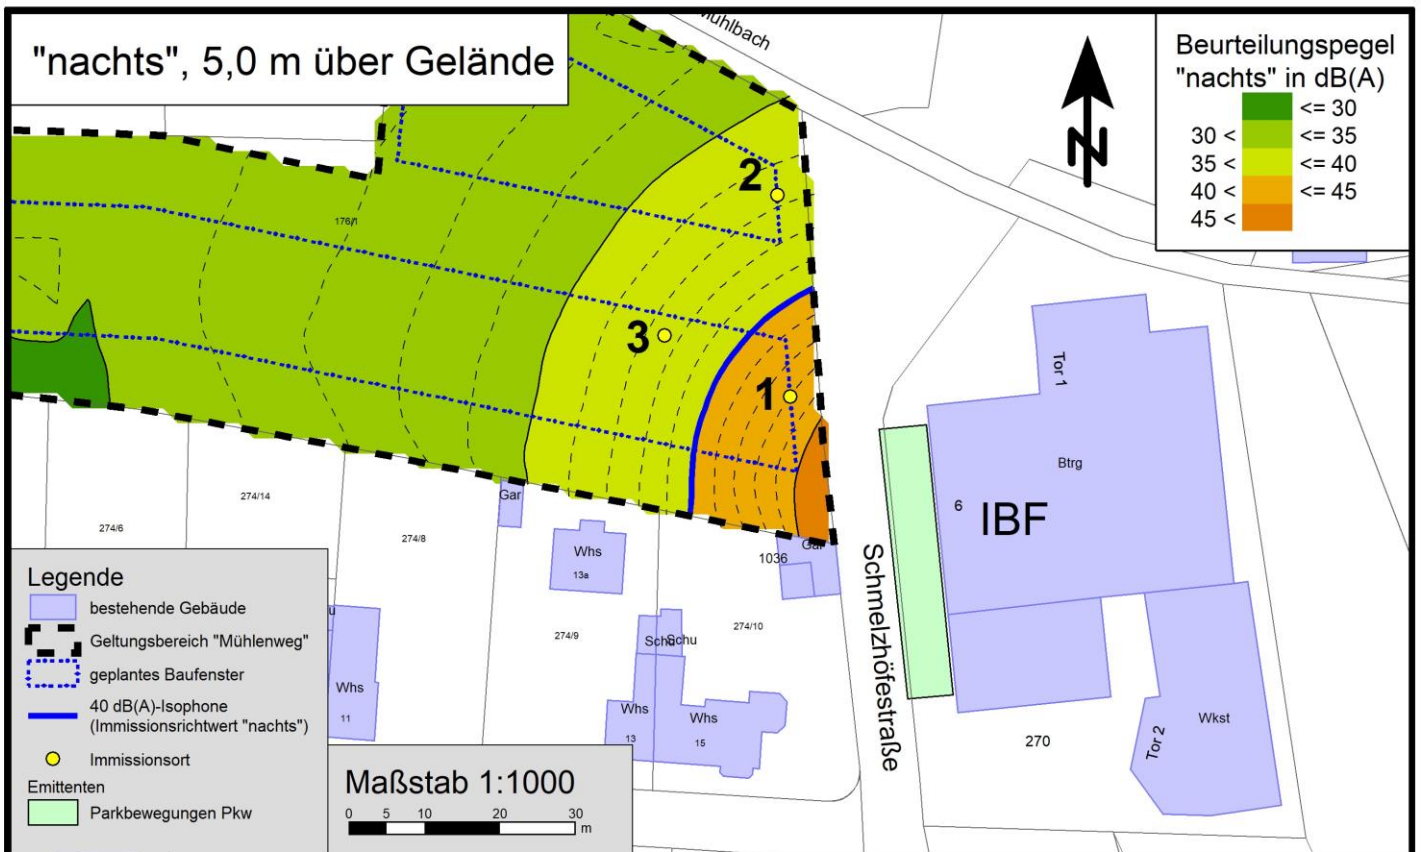 "nachts", 5,0 m über Gelände
Mühlbach
Beurteilungspegel
"nachts" in dB(A)
<= 30
30 < <= 35
35 < <= 40
40 < <= 45
45 <
N
2
176/1
3
1
Tor 1
Btrg
6
IBF
Gar
274/14
274/6
274/8
Whs
13a
1036
Gar
274/9
Schu
Schu
274/10
Schmelzhöfestraße
Whs
11
Whs
13
Whs
15
270
Tor 2
Wkst
Legende
bestehende Gebäude
Geltungsbereich "Mühlenweg"
geplantes Baufenster
40 dB(A)-Isophone
(Immissionsrichtwert "nachts")
Immissionsort
Emittenten
Parkbewegungen Pkw
Maßstab 1:1000
0 5 10 20 30
m